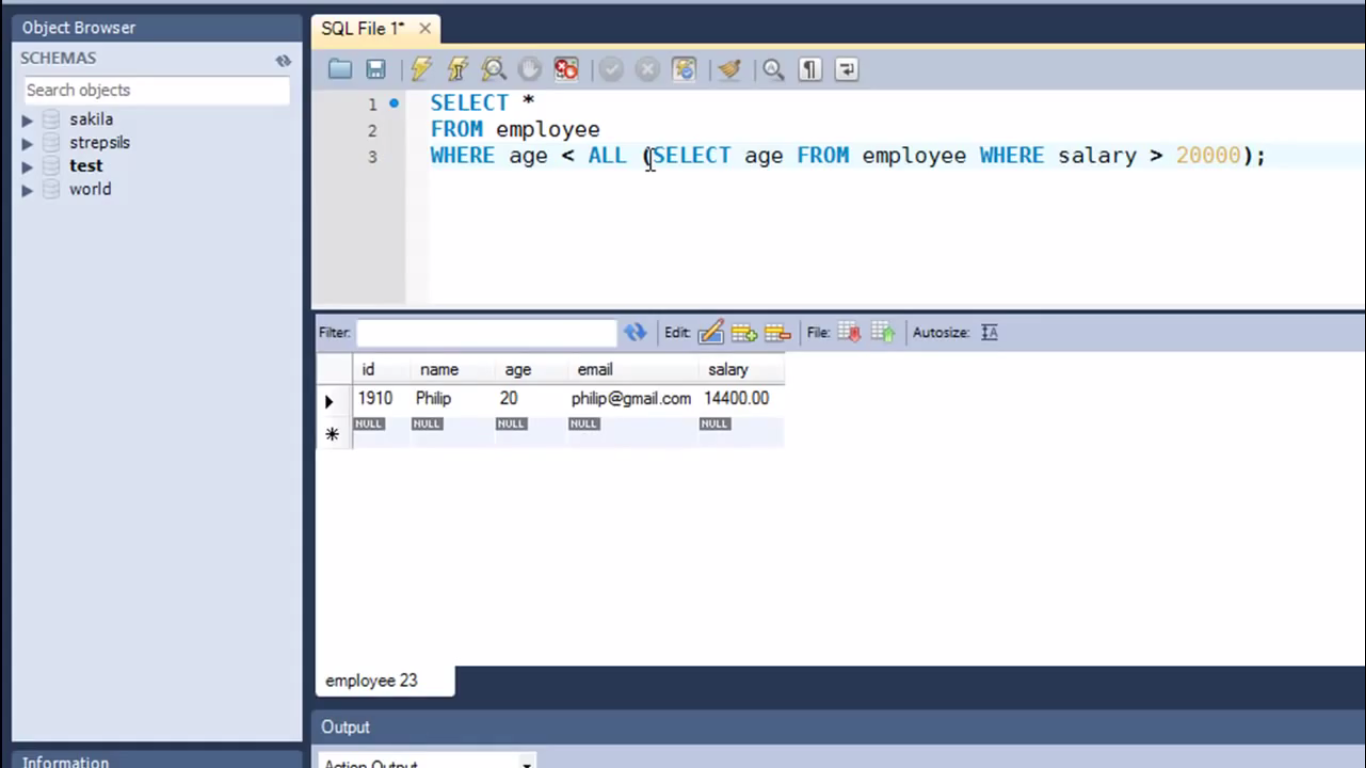 Object Browser
SCHEMAS
Search objects
sakila
strepsils
test
world
Information
SQL File 1*
1 SELECT *
2 FROM employee
3 WHERE age < ALL (SELECT age FROM employee WHERE salary > 20000);
Filter: Edit: File: Autosize:
id name age email salary
1910 Philip 20 philip@gmail.com 14400.00
NULL NULL NULL NULL NULL
employee 23
Output
Action Output